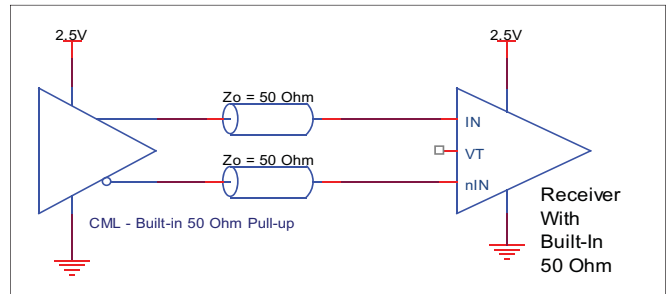 2.5V
2.5V
Zo = 50 Ohm
IN
VT
Zo = 50 Ohm
nIN
CML - Built-in 50 Ohm Pull-up
Receiver
With
Built-In
50 Ohm